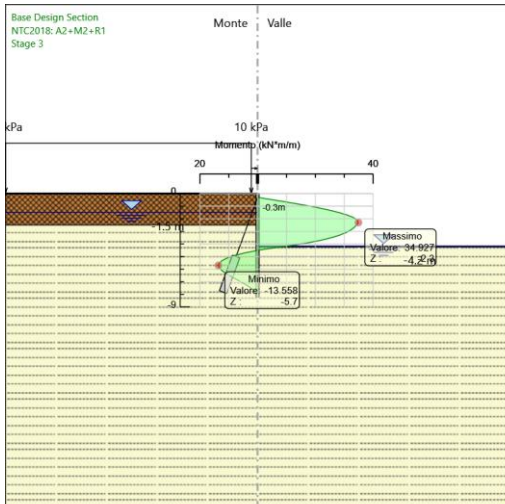 Base Design Section
NTC2018: A2+M2+R1
Stage 3
Monte
Valle
kPa
10 kPa
Momento (kN*m/m)
20
40
0
-0.3m
-1.5 m
Massimo
Valore: 34.927
Z :
-4.2 m
Minimo
Valore: -13.558
Z : -5.7
-9